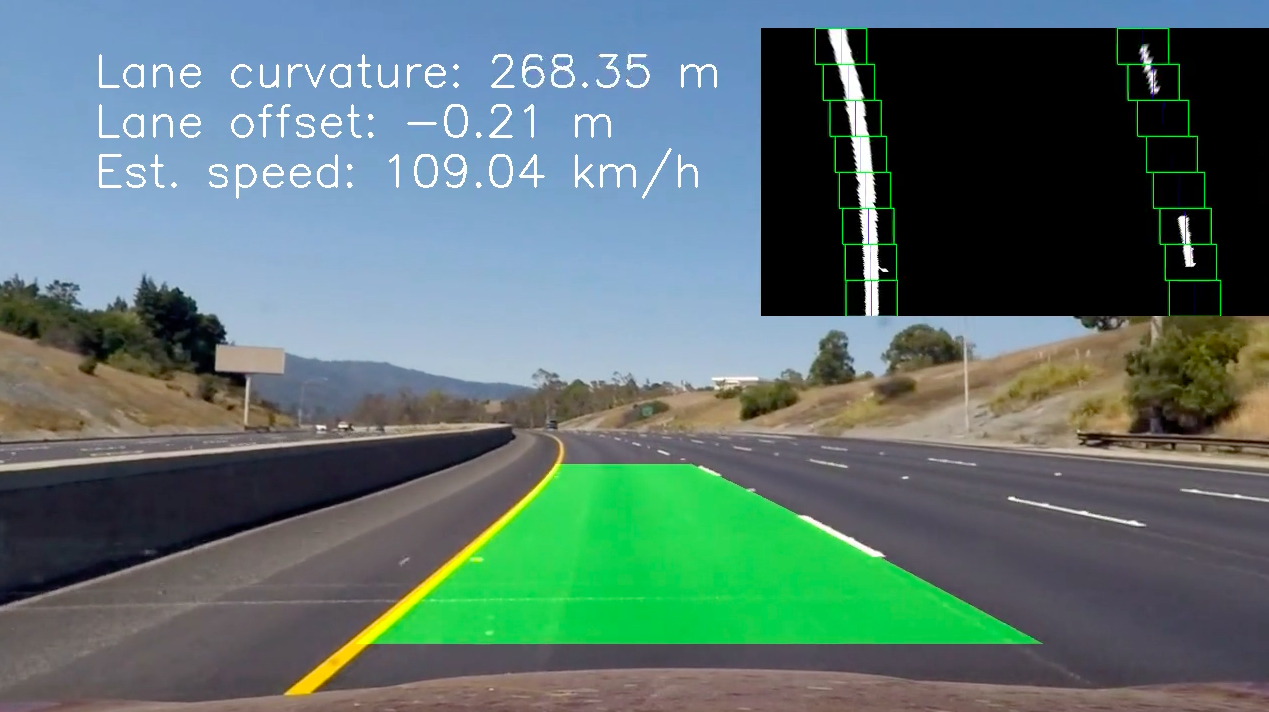 Lane curvature: 268.35 m
Lane offset: −0.21 m
Est. speed: 109.04 km/h